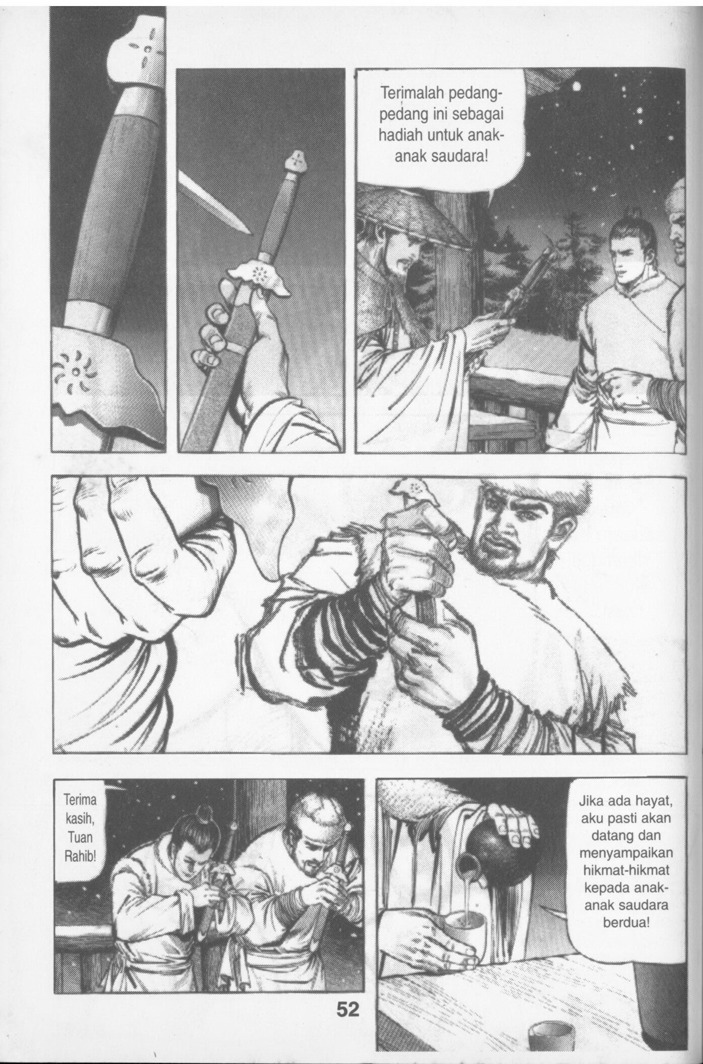 Terimalah pedang-
pedang ini sebagai
hadiah untuk anak-
anak saudara!
Terima
kasih,
Tuan
Rahib!
Jika ada hayat,
aku pasti akan
datang dan
menyampaikan
hikmat-hikmat
kepada anak-
anak saudara
berdua!
52